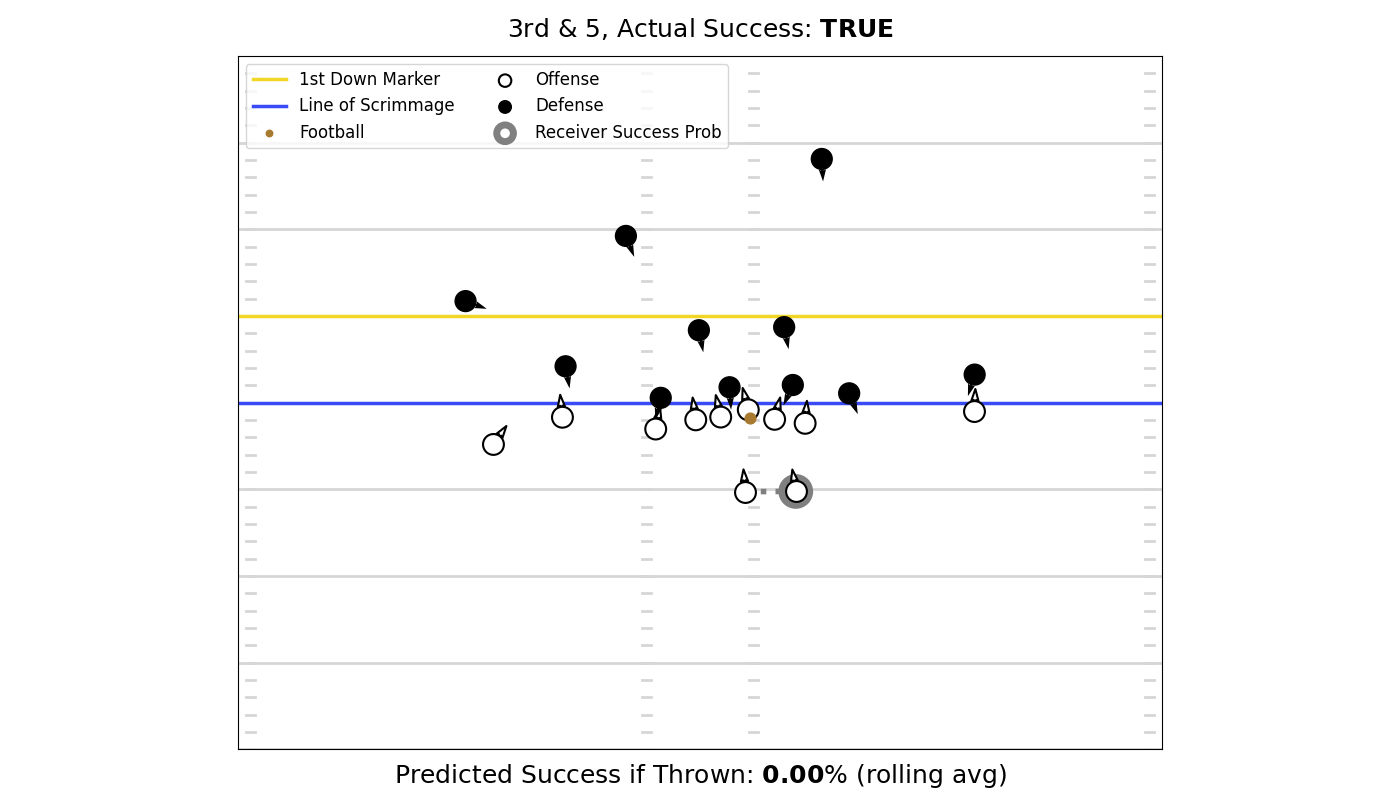 3rd & 5, Actual Success: TRUE
1st Down Marker
Line of Scrimmage
Football
Offense
Defense
Receiver Success Prob
Predicted Success if Thrown: 0.00% (rolling avg)